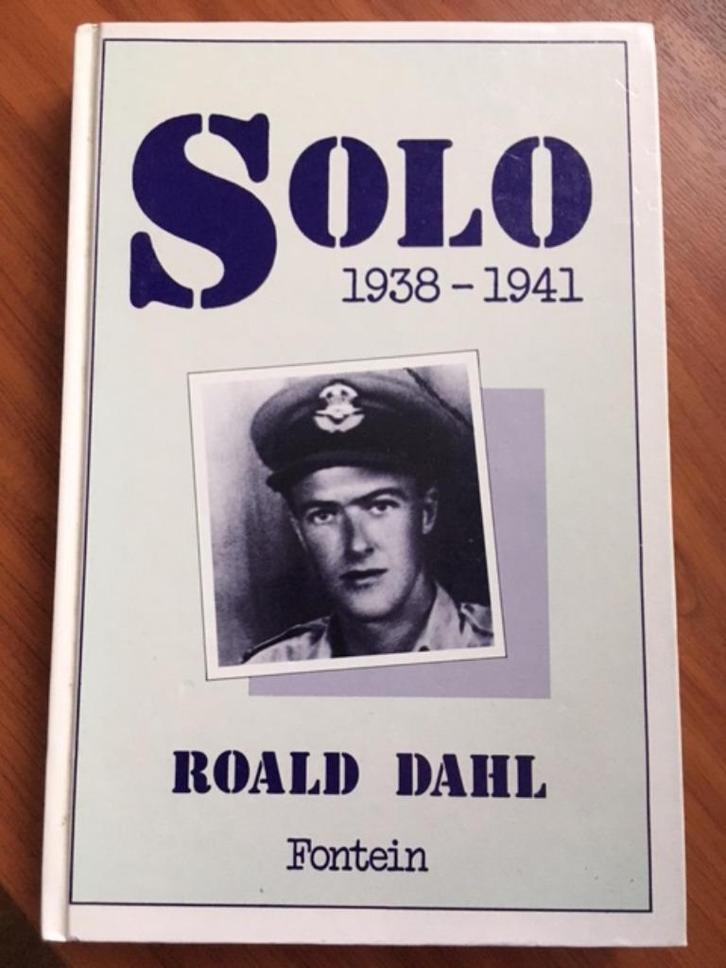 SOLO
1938 - 1941
ROALD DAHL
Fontein